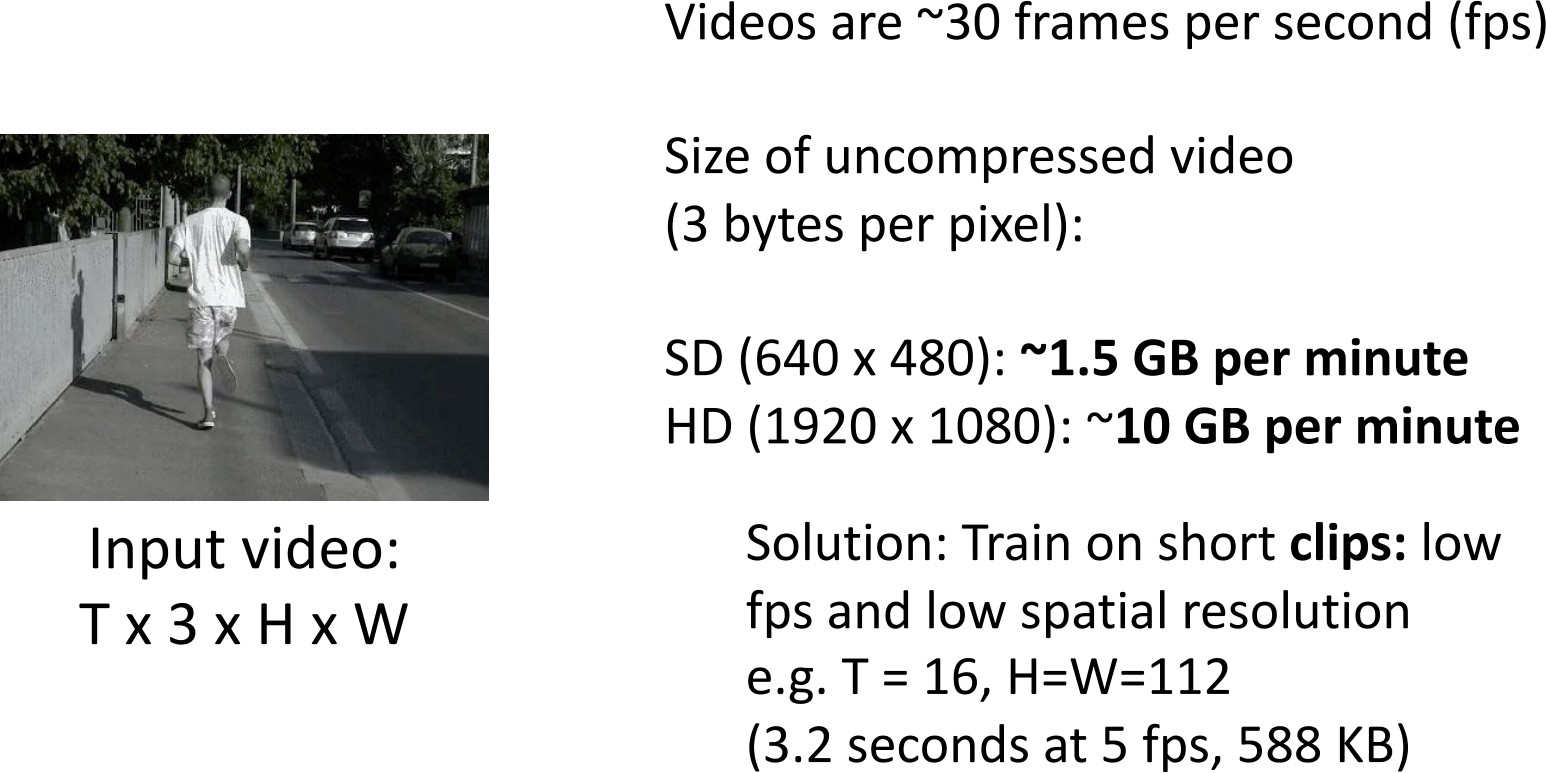 Videos are ~30 frames per second (fps)
Size of uncompressed video
(3 bytes per pixel):
SD (640 x 480): ~1.5 GB per minute
HD (1920 x 1080): ~10 GB per minute
Input video:
T x 3 x H x W
Solution: Train on short clips: low
fps and low spatial resolution
e.g. T = 16, H=W=112
(3.2 seconds at 5 fps, 588 KB)